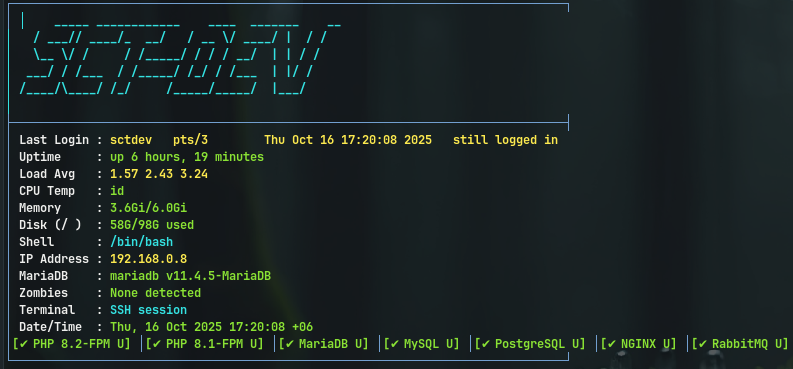 SCT-DEV
Last Login : sctdev pts/3 Thu Oct 16 17:20:08 2025 still logged in
Uptime : up 6 hours, 19 minutes
Load Avg : 1.57 2.43 3.24
CPU Temp : id
Memory : 3.6Gi/6.0Gi
Disk (/ ) : 58G/98G used
Shell : /bin/bash
IP Address : 192.168.0.8
MariaDB : mariadb v11.4.5-MariaDB
Zombies : None detected
Terminal : SSH session
Date/Time : Thu, 16 Oct 2025 17:20:08 +06
[✔ PHP 8.2-FPM U] │[✔ PHP 8.1-FPM U] │[✔ MariaDB U] │[✔ MySQL U] │[✔ PostgreSQL U] │[✔ NGINX U] │[✔ RabbitMQ U]